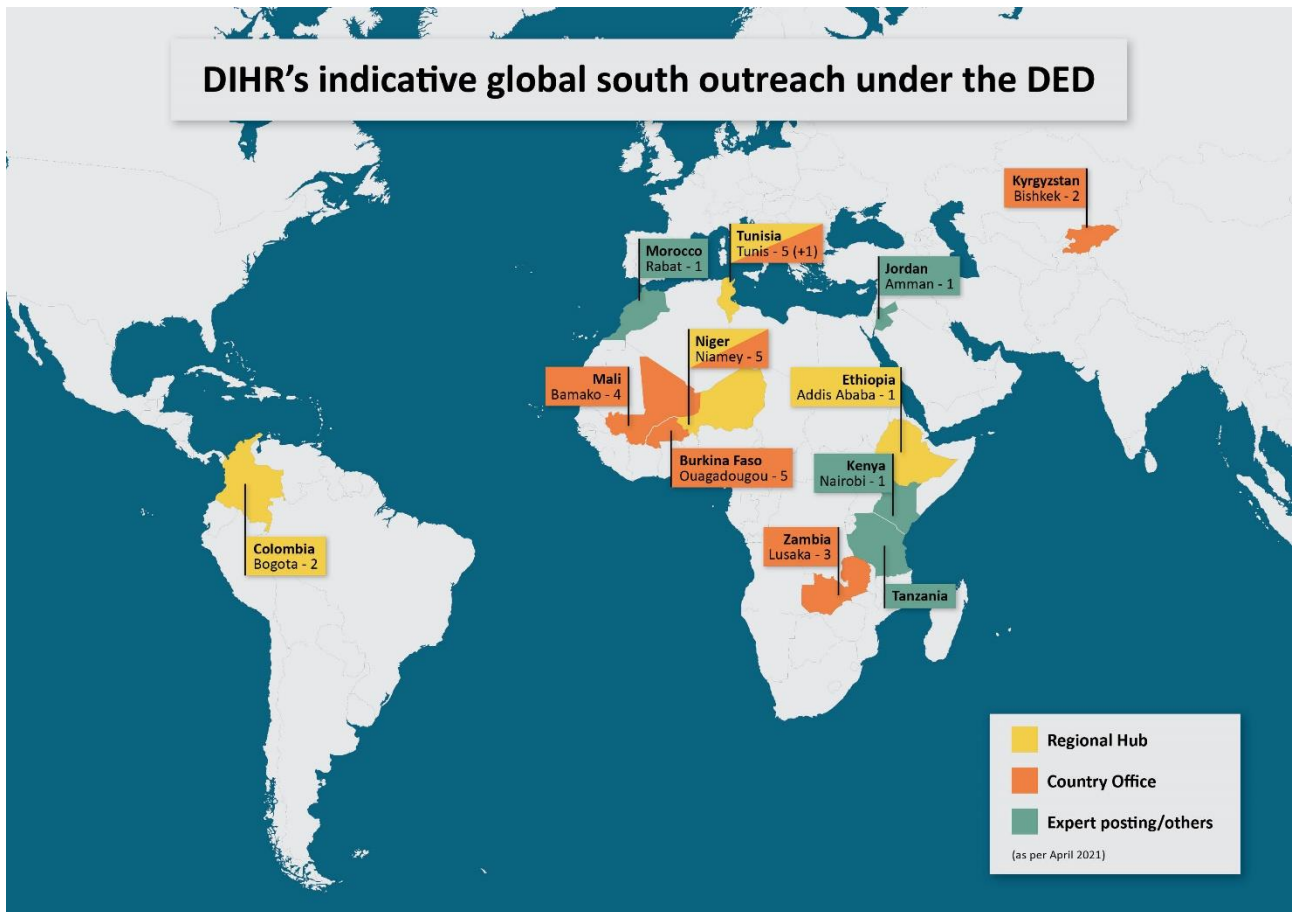 DIHR's indicative global south outreach under the DED
Kyrgyzstan
Bishkek - 2
Tunisia
Tunis - 5 (+1)
Morocco
Rabat - 1
Jordan
Amman - 1
Niger
Niamey - 5
Mali
Bamako - 4
Ethiopia
Addis Ababa - 1
Burkina Faso
Ouagadougou - 5
Kenya
Nairobi - 1
Zambia
Lusaka - 3
Colombia
Bogota - 2
Tanzania
Regional Hub
Country Office
Expert posting/others
(as per April 2021)